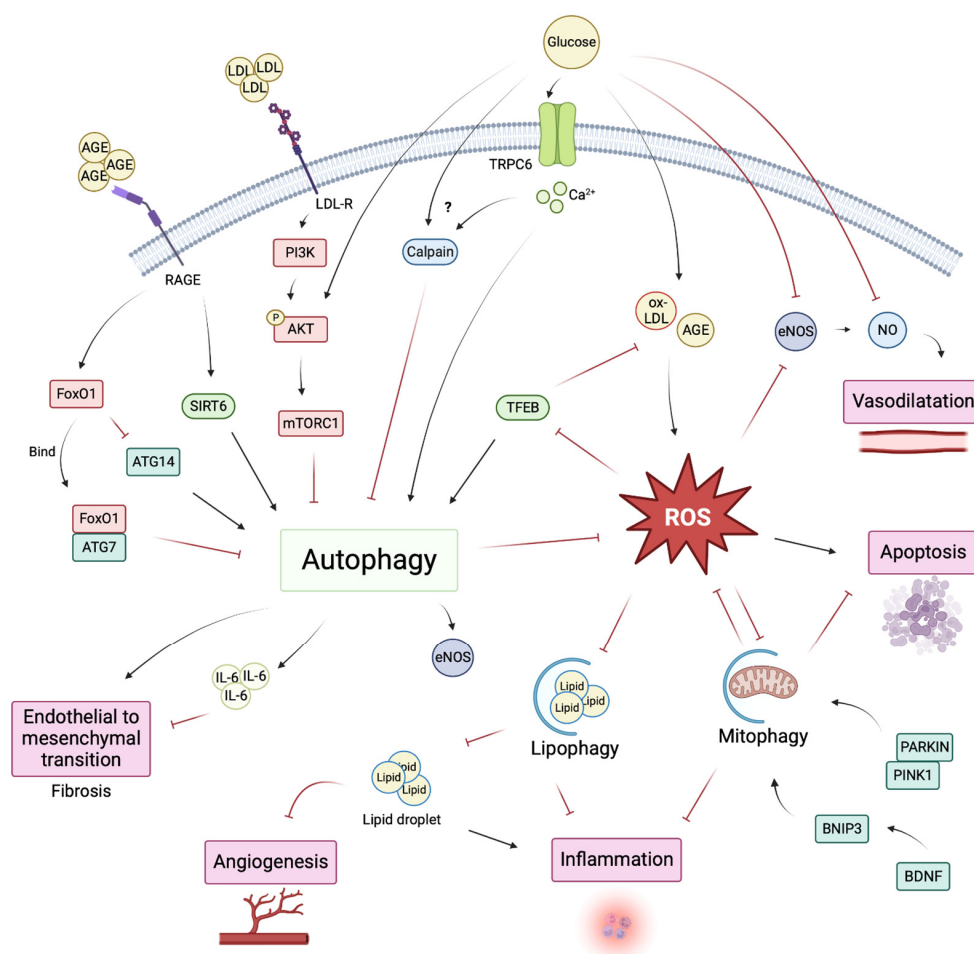 Glucose
LDL
LDL
LDL
AGE
AGE
AGE
TRPC6
Ca²⁺
LDL-R
?
RAGE
PI3K
Calpain
P
AKT
ox-
LDL
AGE
eNOS
NO
FoxO1
SIRT6
mTORC1
TFEB
Vasodilatation
Bind
ATG14
FoxO1
ATG7
Autophagy
ROS
Apoptosis
eNOS
IL-6
IL-6
IL-6
Endothelial to
mesenchymal
transition
Fibrosis
Lipid
Lipid
Lipid
Lipophagy
Mitophagy
PARKIN
PINK1
Lipid
Lipid
Lipid
Lipid droplet
BNIP3
BDNF
Angiogenesis
Inflammation